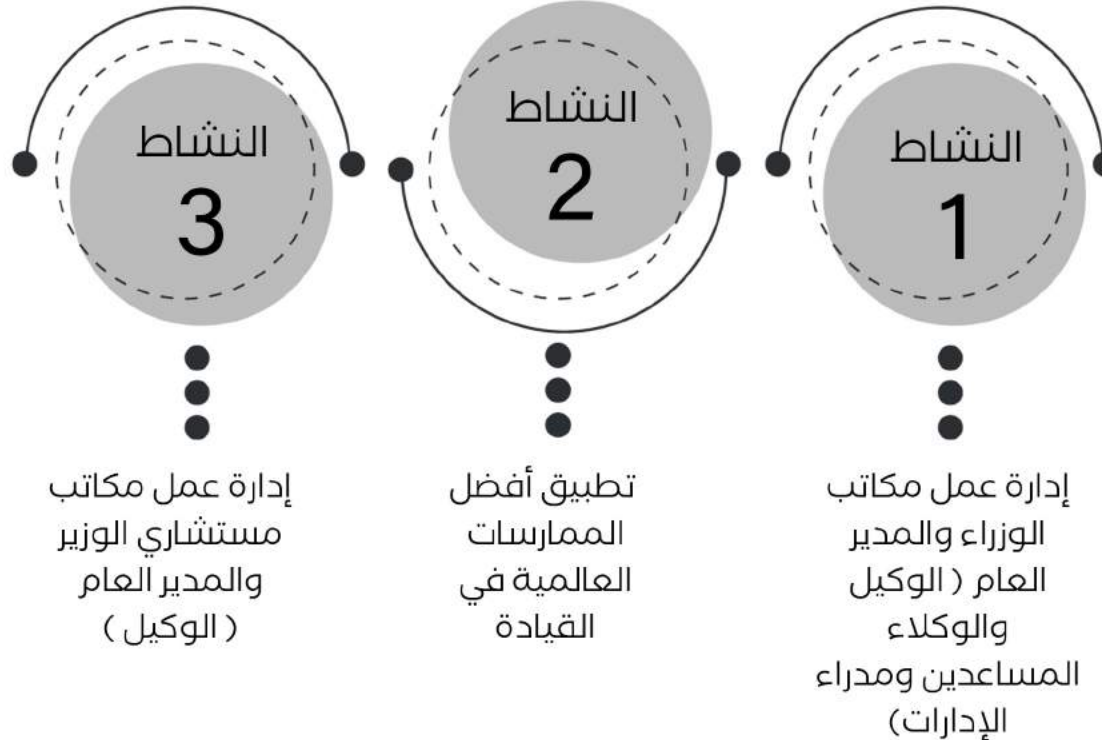 النشاط
1
إدارة عمل مكاتب
الوزراء والمدير
العام ( الوكيل
والوكلاء
المساعدين ومدراء
الإدارات)
النشاط
2
تطبيق أفضل
الممارسات
العالمية في
القيادة
النشاط
3
إدارة عمل مكاتب
مستشاري الوزير
والمدير العام
( الوكيل )